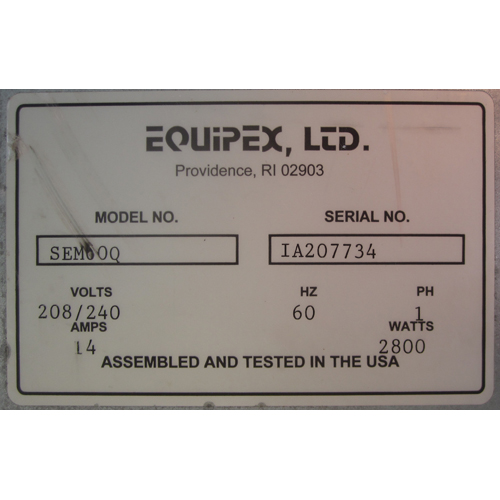 EQUIPEX, LTD.
Providence, RI 02903
MODEL NO. SERIAL NO.
SEM60Q IA207734
VOLTS HZ PH
208/240 60 1
AMPS WATTS
14 2800
ASSEMBLED AND TESTED IN THE USA